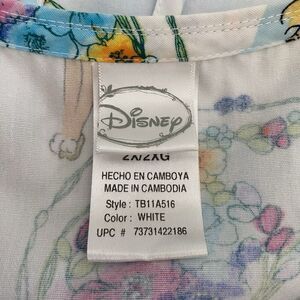 Disney
2X/2XG
HECHO EN CAMBOYA
MADE IN CAMBODIA
Style : TB11A516
Color : WHITE
UPC # 73731422186